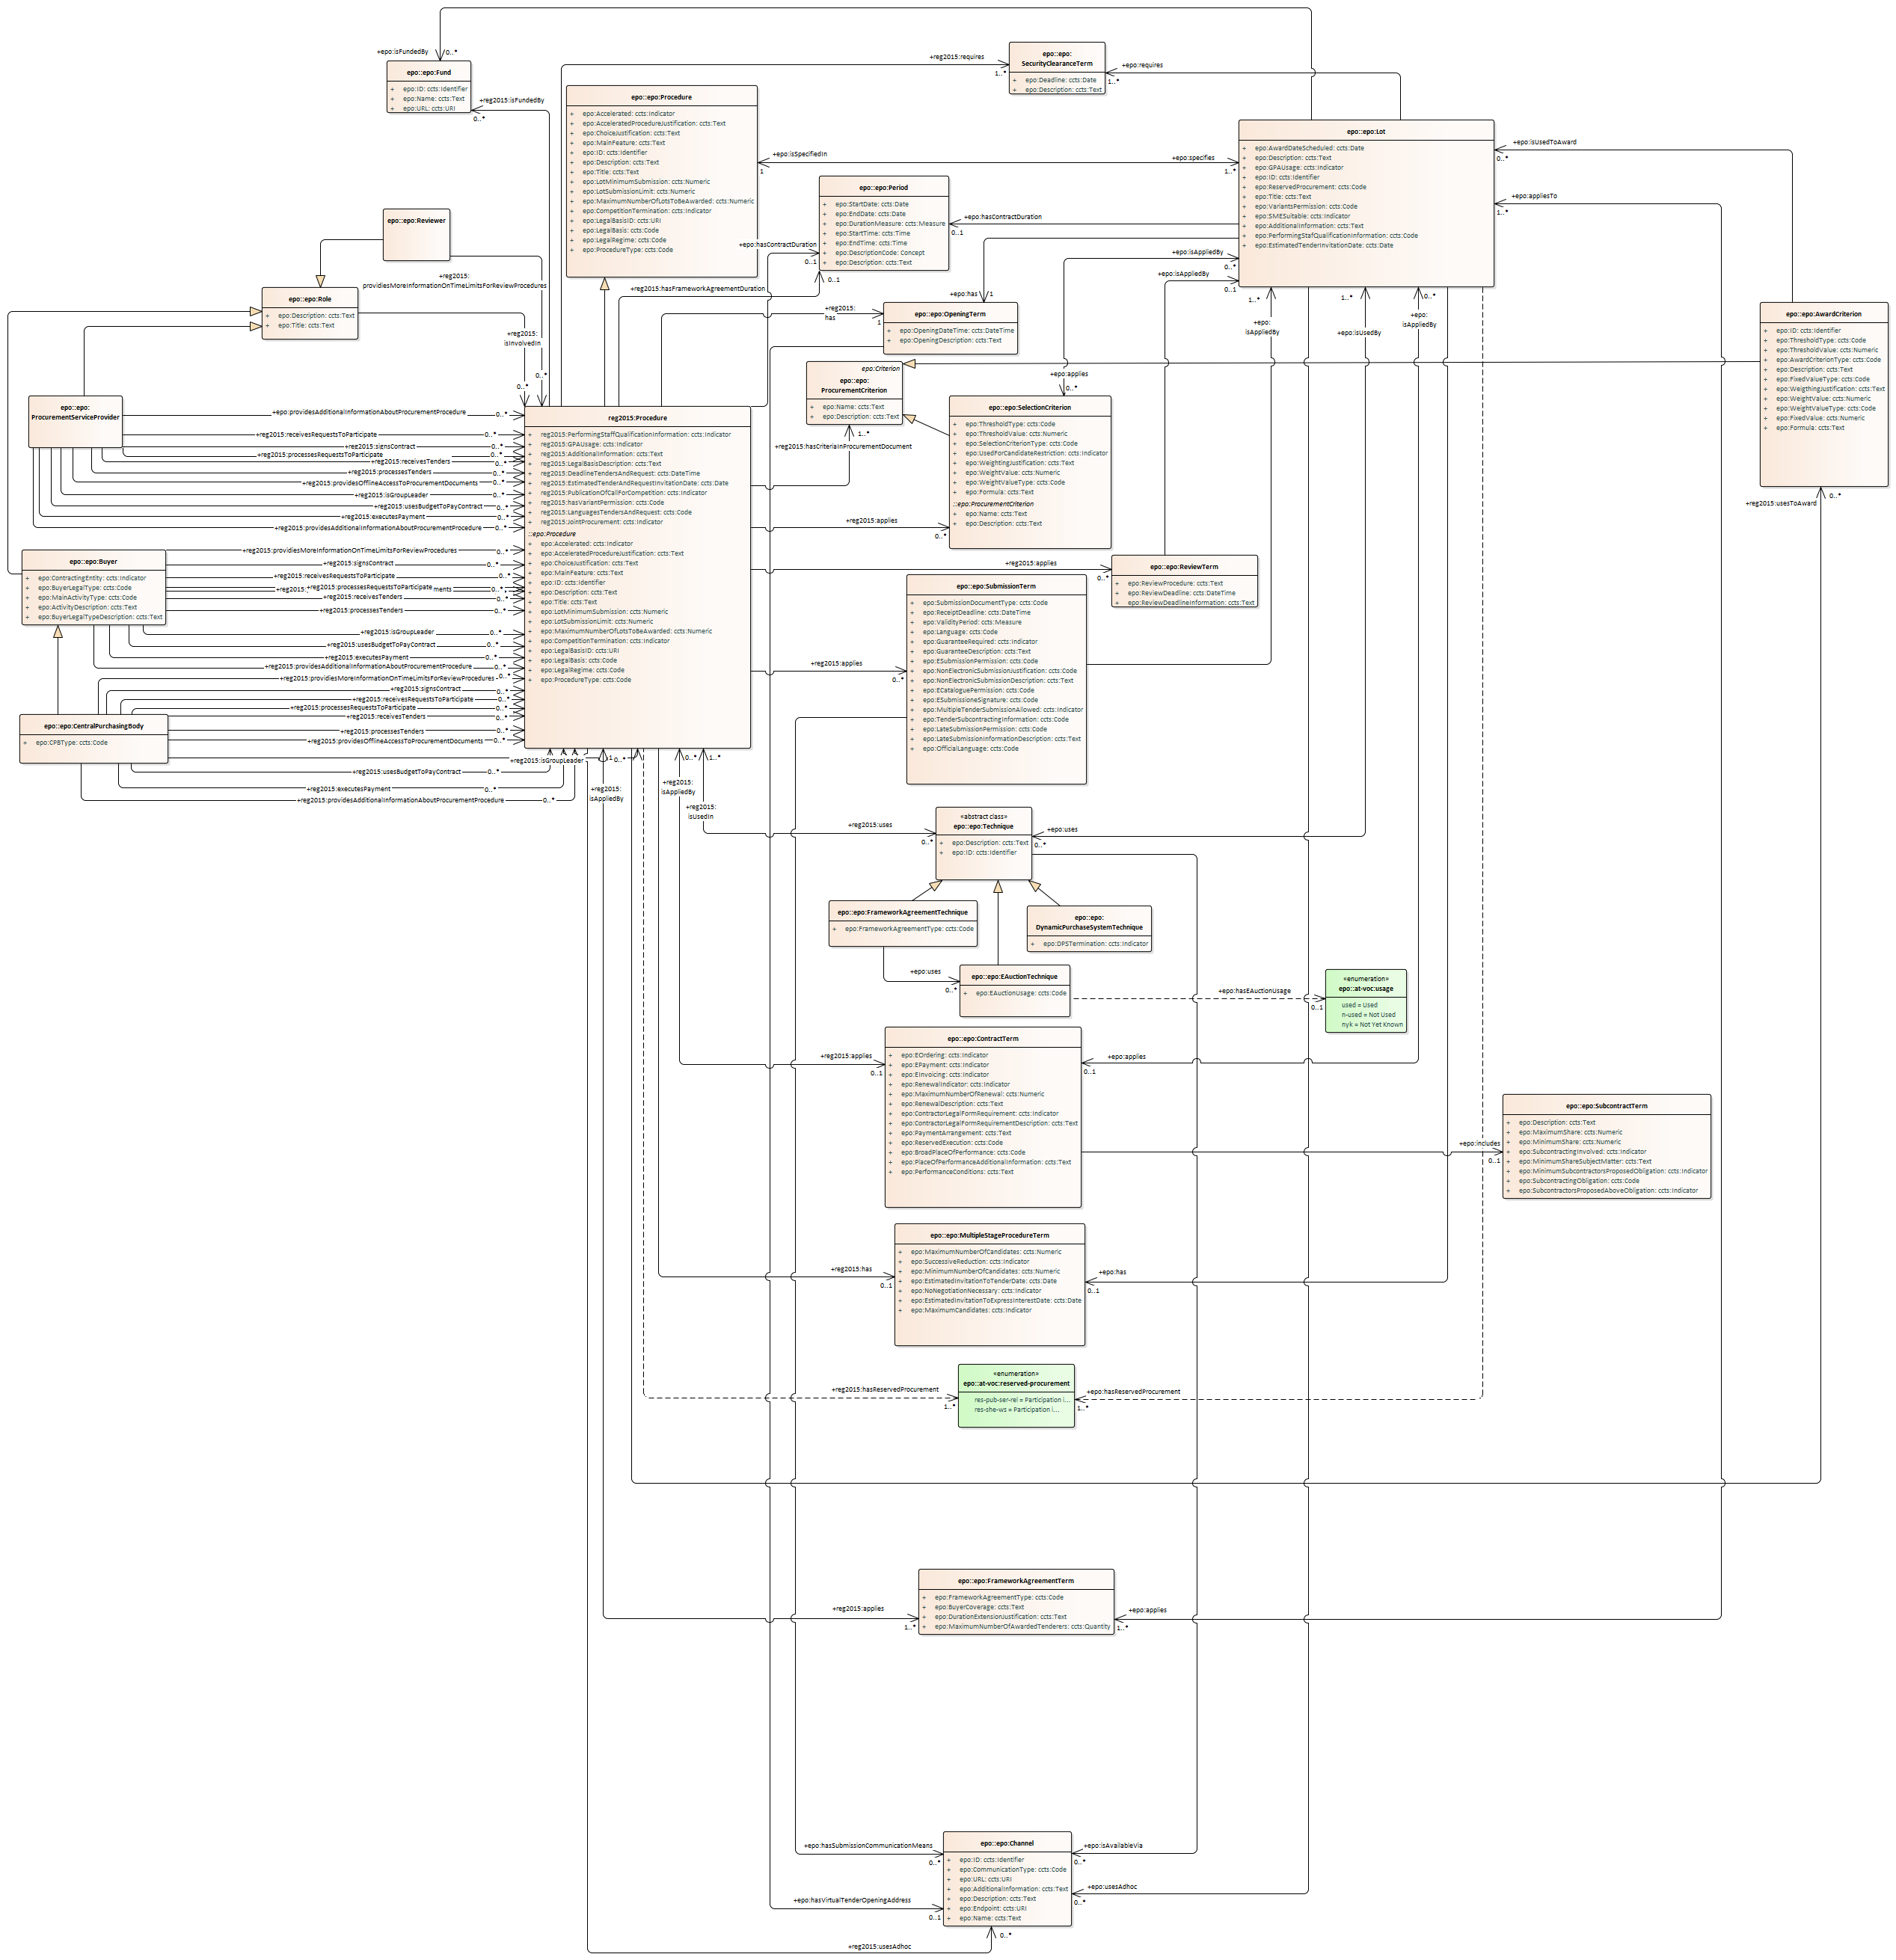 +epo:isFundedBy
0..*
epo::epo:Fund
+ epo:ID: ccts:Identifier
+ epo:Name: ccts:Text
+ epo:URL: ccts:URI
+reg2015:isFundedBy
0..*
+reg2015:requires
1..*
epo::epo:
SecurityClearanceTerm
+ epo:Deadline: ccts:Date
+ epo:Description: ccts:Text
+epo:requires
1..*
epo::epo:Procedure
+ epo:Accelerated: ccts:Indicator
+ epo:AcceleratedProcedureJustification: ccts:Text
+ epo:ChoiceJustification: ccts:Text
+ epo:MainFeature: ccts:Text
+ epo:ID: ccts:Identifier
+ epo:Description: ccts:Text
+ epo:Title: ccts:Text
+ epo:LotMinimumSubmission: ccts:Numeric
+ epo:LotSubmissionLimit: ccts:Numeric
+ epo:MaximumNumberOfLotsToBeAwarded: ccts:Numeric
+ epo:CompetitionTermination: ccts:Indicator
+ epo:LegalBasisID: ccts:URI
+ epo:LegalBasis: ccts:Code
+ epo:LegalRegime: ccts:Code
+ epo:ProcedureType: ccts:Code
+epo:isSpecifiedIn
1
+epo:specifies
1..*
epo::epo:Lot
+ epo:AwardDateScheduled: ccts:Date
+ epo:Description: ccts:Text
+ epo:GPAUsage: ccts:Indicator
+ epo:ID: ccts:Identifier
+ epo:ReservedProcurement: ccts:Code
+ epo:Title: ccts:Text
+ epo:VariantsPermission: ccts:Code
+ epo:SMESuitable: ccts:Indicator
+ epo:AdditionalInformation: ccts:Text
+ epo:PerformingStafQualificationInformation: ccts:Code
+ epo:EstimatedTenderInvitationDate: ccts:Date
+epo:isUsedToAward
0..*
+epo:appliesTo
1..*
epo::epo:Period
+ epo:StartDate: ccts:Date
+ epo:EndDate: ccts:Date
+ epo:DurationMeasure: ccts:Measure
+ epo:StartTime: ccts:Time
+ epo:EndTime: ccts:Time
+ epo:DescriptionCode: Concept
+ epo:Description: ccts:Text
+epo:hasContractDuration
0..1
+epo:hasContractDuration
0..1
+reg2015:hasFrameworkAgreementDuration
0..1
epo::epo:Reviewer
+reg2015:
providiesMoreInformationOnTimeLimitsForReviewProcedures
0..*
epo::epo:Role
+ epo:Description: ccts:Text
+ epo:Title: ccts:Text
+reg2015:
isInvolvedIn
0..*
+reg2015:
has
1
+epo:has
1
epo::epo:OpeningTerm
+ epo:OpeningDateTime: ccts:DateTime
+ epo:OpeningDescription: ccts:Text
+epo:isAppliedBy
0..*
+epo:isAppliedBy
0..1
1..*
+epo:
isAppliedBy
1..*
+epo:isUsedBy
0..*
+epo:
isAppliedBy
epo::epo:AwardCriterion
+ epo:ID: ccts:Identifier
+ epo:ThresholdType: ccts:Code
+ epo:ThresholdValue: ccts:Numeric
+ epo:AwardCriterionType: ccts:Code
+ epo:Description: ccts:Text
+ epo:FixedValueType: ccts:Code
+ epo:WeigthingJustification: ccts:Text
+ epo:WeightValue: ccts:Numeric
+ epo:WeightValueType: ccts:Code
+ epo:FixedValue: ccts:Numeric
+ epo:Formula: ccts:Text
+reg2015:usesToAward
0..*
epo:Criterion
epo::epo:
ProcurementCriterion
+ epo:Name: ccts:Text
+ epo:Description: ccts:Text
1..*
+reg2015:hasCriteriaInProcurementDocument
+epo:applies
0..*
epo::epo:SelectionCriterion
+ epo:ThresholdType: ccts:Code
+ epo:ThresholdValue: ccts:Numeric
+ epo:SelectionCriterionType: ccts:Code
+ epo:UsedForCandidateRestriction: ccts:Indicator
+ epo:WeightingJustification: ccts:Text
+ epo:WeightValue: ccts:Numeric
+ epo:WeightValueType: ccts:Code
+ epo:Formula: ccts:Text
::epo:ProcurementCriterion
+ epo:Name: ccts:Text
+ epo:Description: ccts:Text
+reg2015:applies
0..*
epo::epo:
ProcurementServiceProvider
+epo:providesAdditionalInformationAboutProcurementProcedure 0..*
+reg2015:receivesRequestsToParticipate 0..*
+reg2015:signsContract 0..*
+reg2015:processesRequestsToParticipate 0..*
+reg2015:receivesTenders 0..*
+reg2015:processesTenders 0..*
+reg2015:providesOfflineAccessToProcurementDocuments 0..*
+reg2015:isGroupLeader 0..*
+reg2015:usesBudgetToPayContract 0..*
+reg2015:executesPayment 0..*
+reg2015:providesAdditionalInformationAboutProcurementProcedure 0..*
reg2015:Procedure
+ reg2015:PerformingStaffQualificationInformation: ccts:Indicator
+ reg2015:GPAUsage: ccts:Indicator
+ reg2015:AdditionalInformation: ccts:Text
+ reg2015:LegalBasisDescription: ccts:Text
+ reg2015:DeadlineTendersAndRequest: ccts:DateTime
+ reg2015:EstimatedTenderAndRequestInvitationDate: ccts:Date
+ reg2015:PublicationOfCallForCompetition: ccts:Indicator
+ reg2015:hasVariantPermission: ccts:Code
+ reg2015:LanguagesTendersAndRequest: ccts:Code
+ reg2015:JointProcurement: ccts:Indicator
::epo:Procedure
+ epo:Accelerated: ccts:Indicator
+ epo:AcceleratedProcedureJustification: ccts:Text
+ epo:ChoiceJustification: ccts:Text
+ epo:MainFeature: ccts:Text
+ epo:ID: ccts:Identifier
+ epo:Description: ccts:Text
+ epo:Title: ccts:Text
+ epo:LotMinimumSubmission: ccts:Numeric
+ epo:LotSubmissionLimit: ccts:Numeric
+ epo:MaximumNumberOfLotsToBeAwarded: ccts:Numeric
+ epo:CompetitionTermination: ccts:Indicator
+ epo:LegalBasisID: ccts:URI
+ epo:LegalBasis: ccts:Code
+ epo:LegalRegime: ccts:Code
+ epo:ProcedureType: ccts:Code
epo::epo:Buyer
+ epo:ContractingEntity: ccts:Indicator
+ epo:BuyerLegalType: ccts:Code
+ epo:MainActivityType: ccts:Code
+ epo:ActivityDescription: ccts:Text
+ epo:BuyerLegalTypeDescription: ccts:Text
+reg2015:providiesMoreInformationOnTimeLimitsForReviewProcedures 0..*
+reg2015:signsContract 0..*
+reg2015:receivesRequestsToParticipate 0..*
+reg2015:processesRequestsToParticipate 0..*
ments 0..*
+reg2015:receivesTenders 0..*
+reg2015:processesTenders 0..*
+reg2015:isGroupLeader 0..*
+reg2015:usesBudgetToPayContract 0..*
+reg2015:executesPayment 0..*
+reg2015:providesAdditionalInformationAboutProcurementProcedure 0..*
+reg2015:providiesMoreInformationOnTimeLimitsForReviewProcedures 0..*
+reg2015:signsContract 0..*
+reg2015:receivesRequestsToParticipate 0..*
+reg2015:processesRequestsToParticipate 0..*
+reg2015:receivesTenders 0..*
+reg2015:processesTenders 0..*
+reg2015:providesOfflineAccessToProcurementDocuments 0..*
epo::epo:CentralPurchasingBody
+ epo:CPBType: ccts:Code
+reg2015:isGroupLeader 0..*
+reg2015:usesBudgetToPayContract 0..*
+reg2015:executesPayment 0..*
+reg2015:providesAdditionalInformationAboutProcurementProcedure 0..*
+reg2015:applies
0..*
epo::epo:ReviewTerm
+ epo:ReviewProcedure: ccts:Text
+ epo:ReviewDeadline: ccts:DateTime
+ epo:ReviewDeadlineInformation: ccts:Text
epo::epo:SubmissionTerm
+ epo:SubmissionDocumentType: ccts:Code
+ epo:ReceiptDeadline: ccts:DateTime
+ epo:ValidityPeriod: ccts:Measure
+ epo:Language: ccts:Code
+ epo:GuaranteeRequired: ccts:Indicator
+ epo:GuaranteeDescription: ccts:Text
+ epo:ESubmissionPermission: ccts:Code
+ epo:NonElectronicSubmissionJustification: ccts:Code
+ epo:NonElectronicSubmissionDescription: ccts:Text
+ epo:ECataloguePermission: ccts:Code
+ epo:ESubmissioneSignature: ccts:Code
+ epo:MultipleTenderSubmissionAllowed: ccts:Indicator
+ epo:TenderSubcontractingInformation: ccts:Code
+ epo:LateSubmissionPermission: ccts:Code
+ epo:LateSubmissionInformationDescription: ccts:Text
+ epo:OfficialLanguage: ccts:Code
+reg2015:applies
0..*
1
+reg2015:
isAppliedBy
0..*
+reg2015:
isAppliedBy
1..*
+reg2015:
isUsedIn
+reg2015:uses
0..*
«abstract class»
epo::epo:Technique
+ epo:Description: ccts:Text
+ epo:ID: ccts:Identifier
+epo:uses
0..*
epo::epo:FrameworkAgreementTechnique
+ epo:FrameworkAgreementType: ccts:Code
epo::epo:
DynamicPurchaseSystemTechnique
+ epo:DPSTermination: ccts:Indicator
+epo:uses
0..*
epo::epo:EAuctionTechnique
+ epo:EAuctionUsage: ccts:Code
+epo:hasEAuctionUsage
0..1
«enumeration»
epo::at-voc:usage
used = Used
n-used = Not Used
nyk = Not Yet Known
epo::epo:ContractTerm
+ epo:EOrdering: ccts:Indicator
+ epo:EPayment: ccts:Indicator
+ epo:EInvoicing: ccts:Indicator
+ epo:RenewalIndicator: ccts:Indicator
+ epo:MaximumNumberOfRenewal: ccts:Numeric
+ epo:RenewalDescription: ccts:Text
+ epo:ContractorLegalFormRequirement: ccts:Indicator
+ epo:ContractorLegalFormRequirementDescription: ccts:Text
+ epo:PaymentArrangement: ccts:Text
+ epo:ReservedExecution: ccts:Code
+ epo:BroadPlaceOfPerformance: ccts:Code
+ epo:PlaceOfPerformanceAdditionalInformation: ccts:Text
+ epo:PerformanceConditions: ccts:Text
+reg2015:applies
0..1
+epo:applies
0..1
+epo:includes
0..1
epo::epo:SubcontractTerm
+ epo:Description: ccts:Text
+ epo:MaximumShare: ccts:Numeric
+ epo:MinimumShare: ccts:Numeric
+ epo:SubcontractingInvolved: ccts:Indicator
+ epo:MinimumShareSubjectMatter: ccts:Text
+ epo:MinimumSubcontractorsProposedObligation: ccts:Indicator
+ epo:SubcontractingObligation: ccts:Code
+ epo:SubcontractorsProposedAboveObligation: ccts:Indicator
epo::epo:MultipleStageProcedureTerm
+ epo:MaximumNumberOfCandidates: ccts:Numeric
+ epo:SuccessiveReduction: ccts:Indicator
+ epo:MinimumNumberOfCandidates: ccts:Numeric
+ epo:EstimatedInvitationToTenderDate: ccts:Date
+ epo:NoNegotiationNecessary: ccts:Indicator
+ epo:EstimatedInvitationToExpressInterestDate: ccts:Date
+ epo:MaximumCandidates: ccts:Indicator
+reg2015:has
0..1
+epo:has
0..1
«enumeration»
epo::at-voc:reserved-procurement
res-pub-ser-rel = Participation i...
res-she-ws = Participation i...
+reg2015:hasReservedProcurement
1..*
+epo:hasReservedProcurement
1..*
epo::epo:FrameworkAgreementTerm
+ epo:FrameworkAgreementType: ccts:Code
+ epo:BuyerCoverage: ccts:Text
+ epo:DurationExtensionJustification: ccts:Text
+ epo:MaximumNumberOfAwardedTenderers: ccts:Quantity
+reg2015:applies
1..*
+epo:applies
1..*
epo::epo:Channel
+ epo:ID: ccts:Identifier
+ epo:CommunicationType: ccts:Code
+ epo:URL: ccts:URI
+ epo:AdditionalInformation: ccts:Text
+ epo:Description: ccts:Text
+ epo:Endpoint: ccts:URI
+ epo:Name: ccts:Text
+epo:hasSubmissionCommunicationMeans
0..*
+epo:isAvailableVia
0..*
+epo:usesAdhoc
0..*
+epo:hasVirtualTenderOpeningAddress
0..1
+reg2015:usesAdhoc
0..*